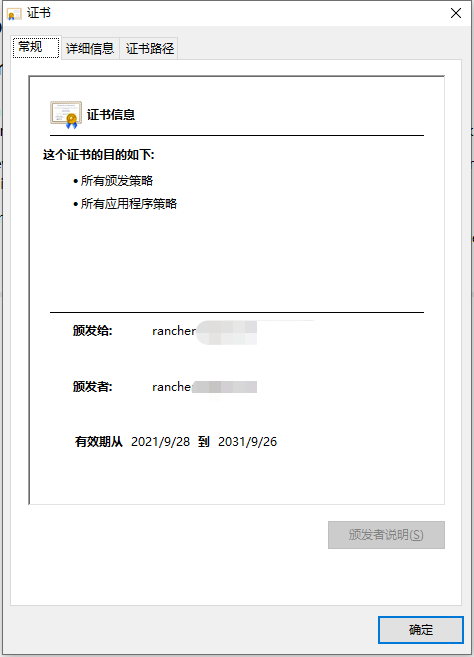 证书
常规 详细信息 证书路径
证书信息
这个证书的目的如下:
• 所有颁发策略
• 所有应用程序策略
颁发给: rancher
颁发者: rancher
有效期从 2021/9/28 到 2031/9/26
颁发者说明(S)
确定